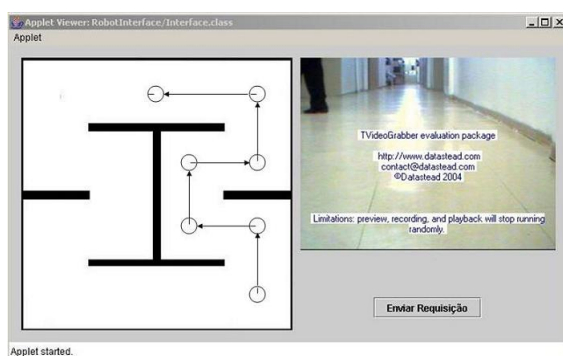 Applet Viewer: RobotInterface/Interface.class
Applet
TVideoGrabber evaluation package
http://www.datastead.com
contact@datastead.com
©Datastead 2004
Limitations: preview, recording, and playback will stop running
randomly.
Enviar Requisição
Applet started.